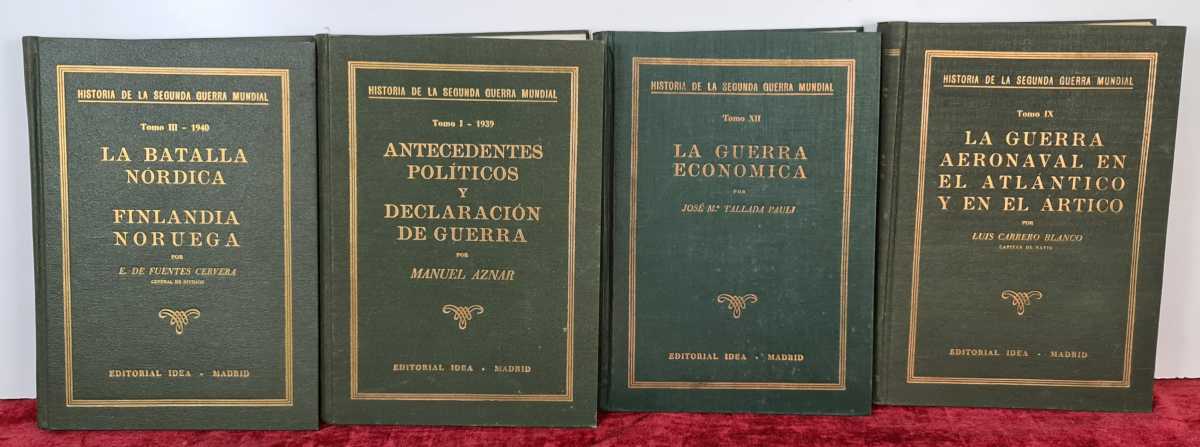 HISTORIA DE LA SEGUNDA GUERRA MUNDIAL
Tomo III - 1940
LA BATALLA
NÓRDICA
FINLANDIA
NORUEGA
POR
E. DE FUENTES CERVERA
GENERAL DE DIVISIÓN
EDITORIAL IDEA - MADRID
HISTORIA DE LA SEGUNDA GUERRA MUNDIAL
Tomo I - 1939
ANTECEDENTES
POLÍTICOS
Y
DECLARACIÓN
DE GUERRA
POR
MANUEL AZNAR
EDITORIAL IDEA - MADRID
HISTORIA DE LA SEGUNDA GUERRA MUNDIAL
Tomo XII
LA GUERRA
ECONOMICA
POR
JOSÉ Mª TALLADA PAULI
EDITORIAL IDEA - MADRID
HISTORIA DE LA SEGUNDA GUERRA MUNDIAL
Tomo IX
LA GUERRA
AERONAVAL EN
EL ATLÁNTICO
Y EN EL ARTICO
POR
LUIS CARRERO BLANCO
CAPITAN DE NAVIO
EDITORIAL IDEA - MADRID